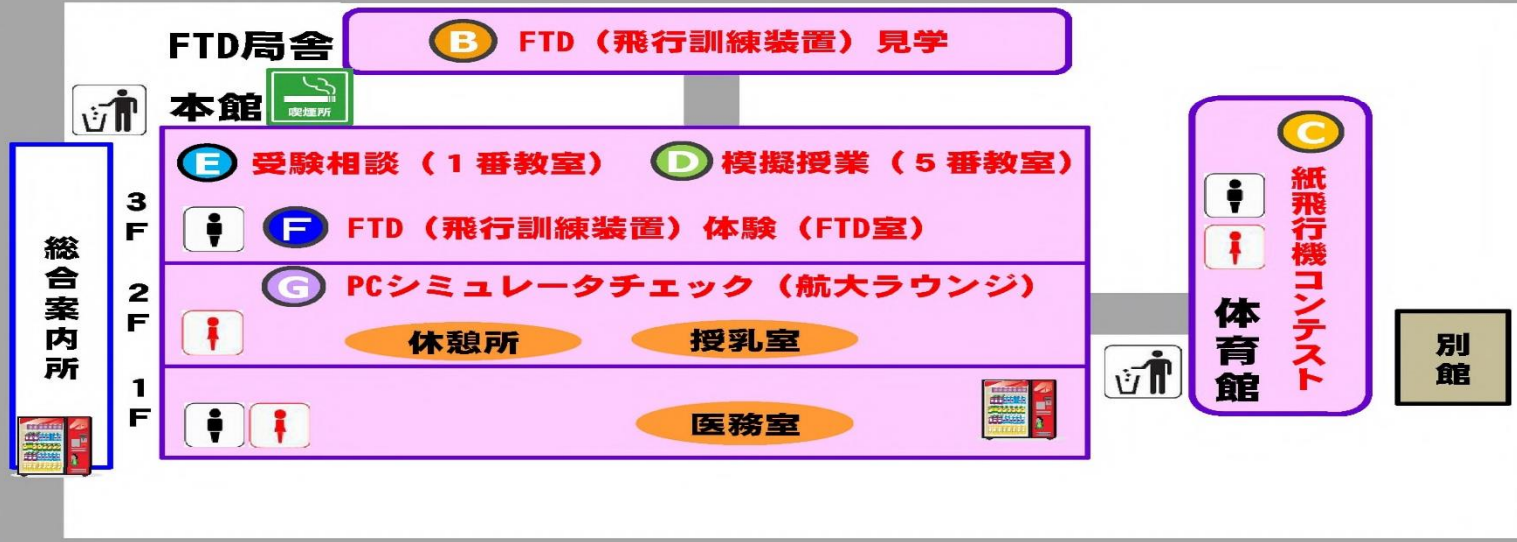 FTD局舎
B FTD（飛行訓練装置）見学
本館
喫煙所
E 受験相談（１番教室）
D 模擬授業（５番教室）
3F
F FTD（飛行訓練装置）体験（FTD室）
2F
G PCシミュレータチェック（航大ラウンジ）
休憩所
授乳室
1F
医務室
総合案内所
C
紙飛行機コンテスト
体育館
別館